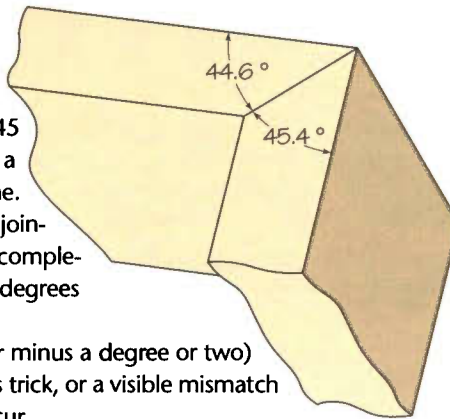 44.6°
45.4°
45
a
ne.
join-
comple-
degrees
r minus a degree or two)
s trick, or a visible mismatch
cur.